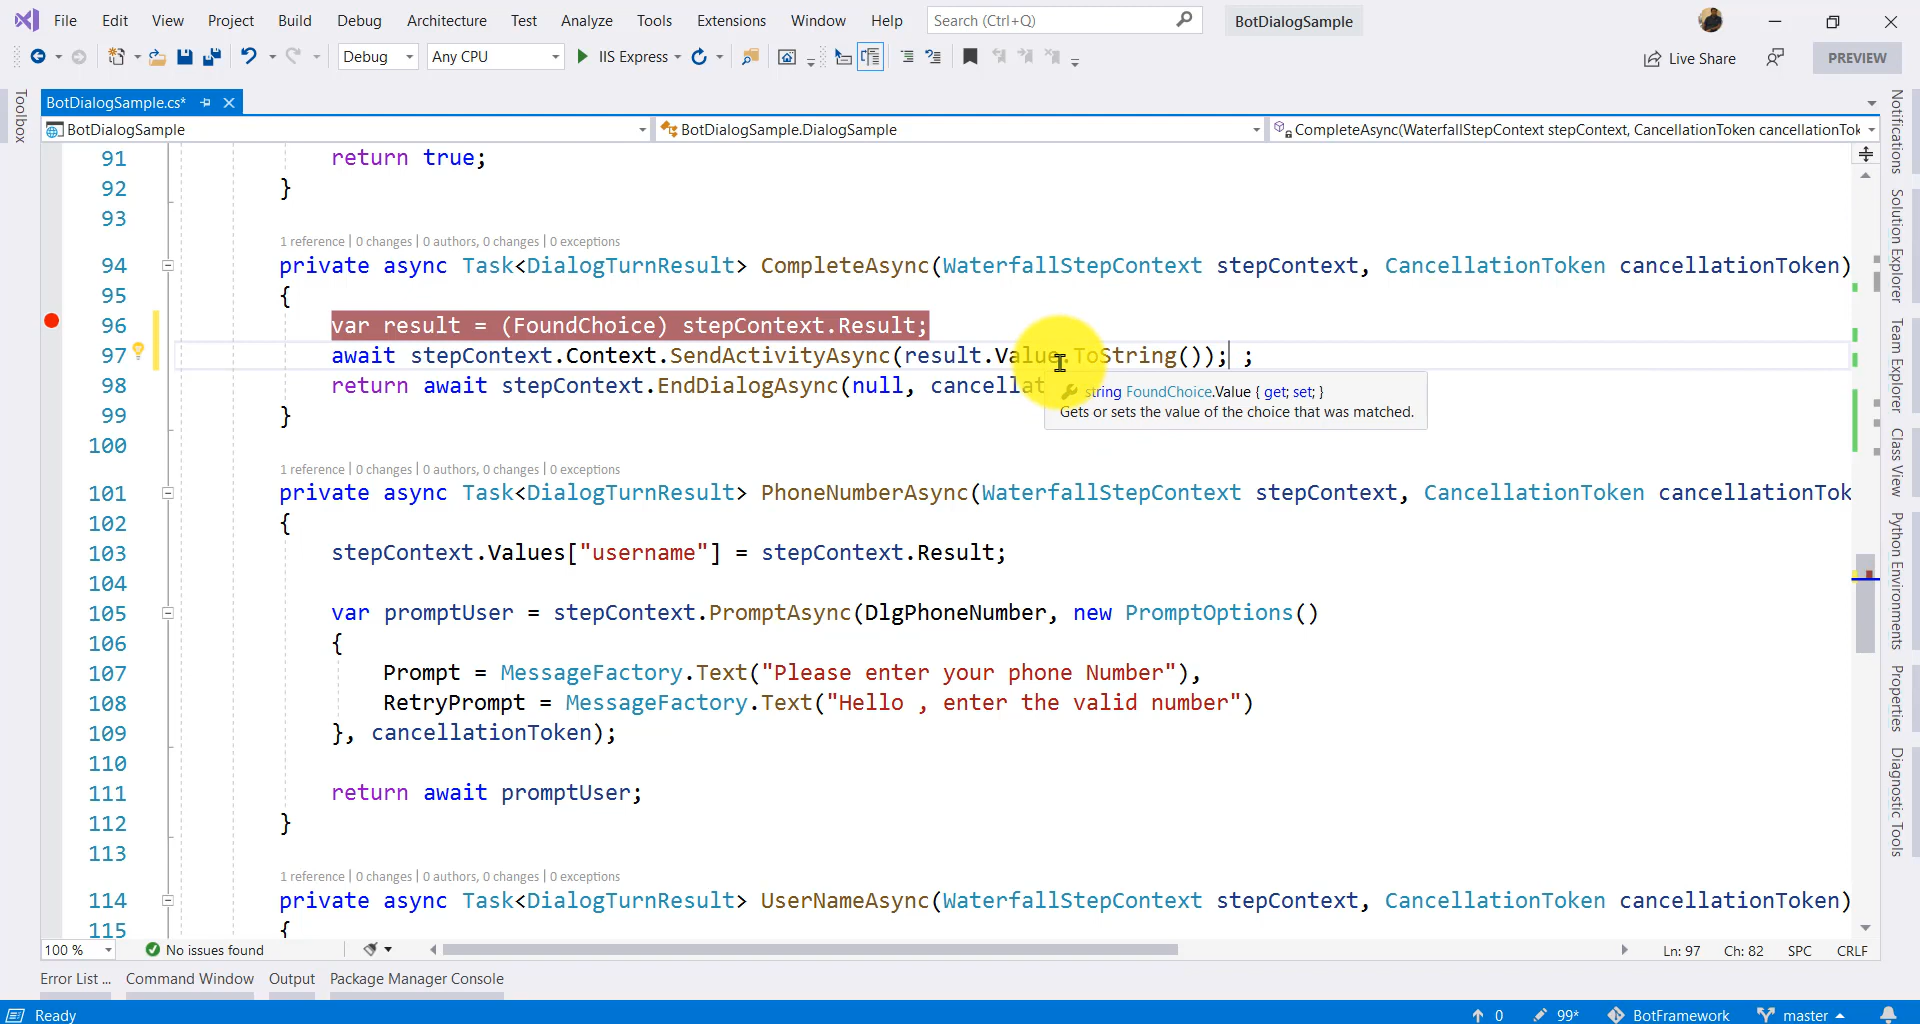 File Edit View Project Build Debug Architecture Test Analyze Tools Extensions Window Help Search (Ctrl+Q) BotDialogSample
Debug Any CPU IIS Express Live Share PREVIEW
Toolbox
BotDialogSample.cs*
BotDialogSample BotDialogSample.DialogSample CompleteAsync(WaterfallStepContext stepContext, CancellationToken cancellationTok
91 return true;
92 }
93
1 reference | 0 changes | 0 authors, 0 changes | 0 exceptions
94 private async Task<DialogTurnResult> CompleteAsync(WaterfallStepContext stepContext, CancellationToken cancellationToken)
95 {
96 var result = (FoundChoice) stepContext.Result;
97 await stepContext.Context.SendActivityAsync(result.Value.ToString()); ;
98 return await stepContext.EndDialogAsync(null, cancellat
string FoundChoice.Value { get; set; }
Gets or sets the value of the choice that was matched.
99 }
100
1 reference | 0 changes | 0 authors, 0 changes | 0 exceptions
101 private async Task<DialogTurnResult> PhoneNumberAsync(WaterfallStepContext stepContext, CancellationToken cancellationTok
102 {
103 stepContext.Values["username"] = stepContext.Result;
104
105 var promptUser = stepContext.PromptAsync(DlgPhoneNumber, new PromptOptions()
106 {
107 Prompt = MessageFactory.Text("Please enter your phone Number"),
108 RetryPrompt = MessageFactory.Text("Hello , enter the valid number")
109 }, cancellationToken);
110
111 return await promptUser;
112 }
113
1 reference | 0 changes | 0 authors, 0 changes | 0 exceptions
114 private async Task<DialogTurnResult> UserNameAsync(WaterfallStepContext stepContext, CancellationToken cancellationToken)
115 {
Notifications
Solution Explorer
Team Explorer
Class View
Python Environments
Properties
Diagnostic Tools
100 % No issues found Ln: 97 Ch: 82 SPC CRLF
Error List ... Command Window Output Package Manager Console
Ready 0 99* BotFramework master